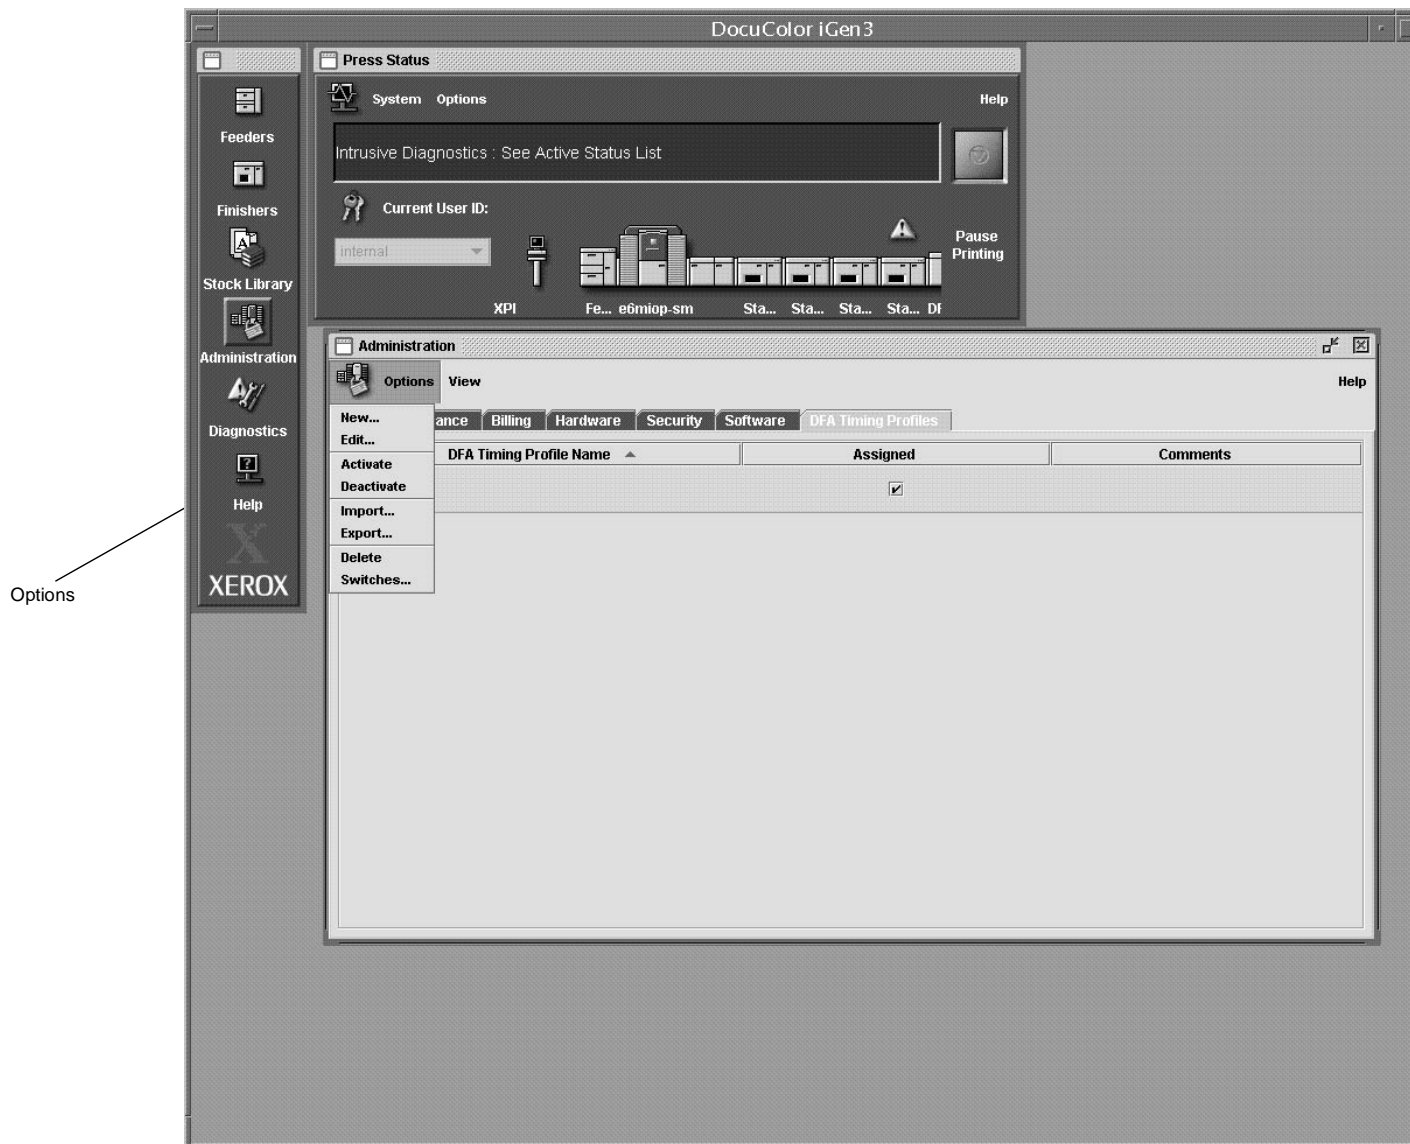 DocuColor iGen3
Feeders
Finishers
Stock Library
Administration
Diagnostics
Help
X
XEROX
Options
Press Status
System Options Help
Intrusive Diagnostics : See Active Status List
Current User ID:
internal
Pause
Printing
XPI Fe... e6miop-sm Sta... Sta... Sta... Sta...
Administration
Options View Help
New...
Edit...
Activate
Deactivate
Import...
Export...
Delete
Switches...
ance Billing Hardware Security Software DFA Timing Profiles
DFA Timing Profile Name Assigned Comments